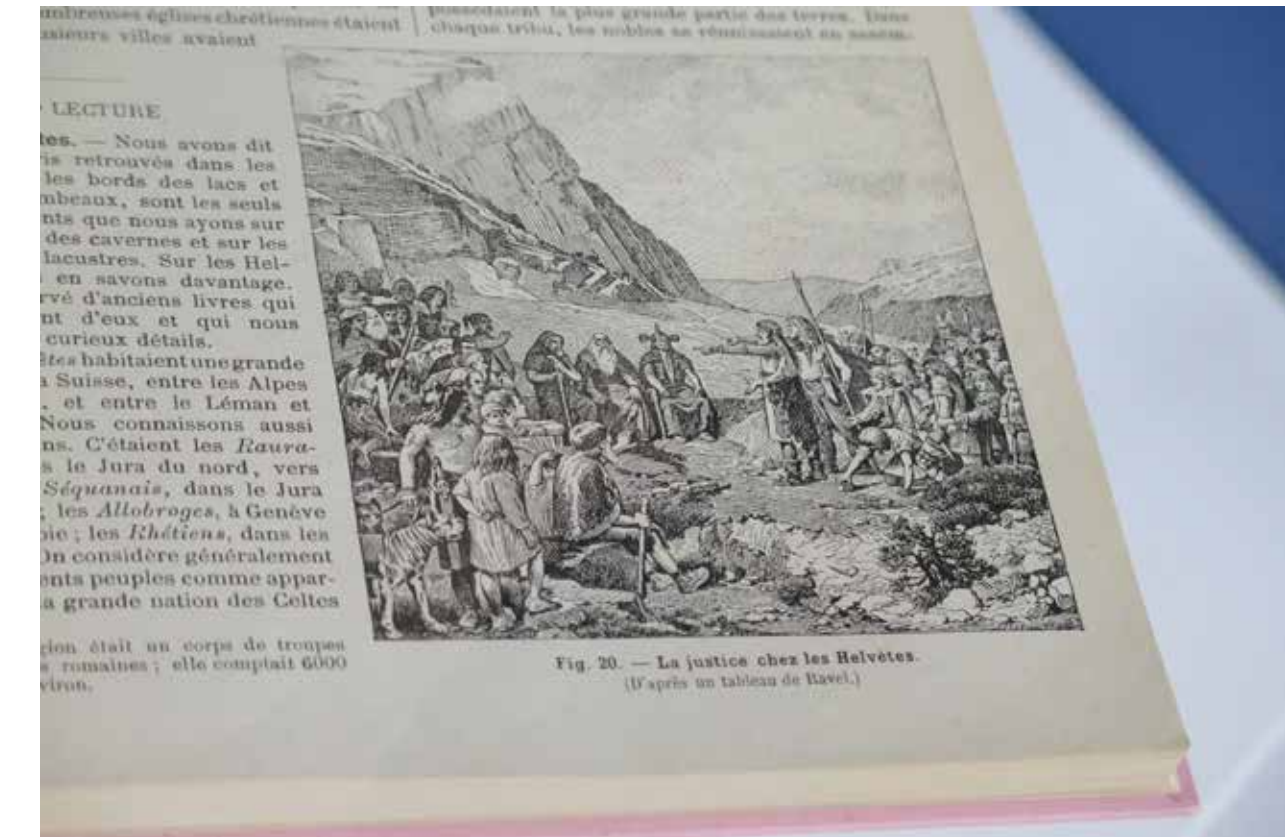 ombreuses églises chrétiennes étaient
usieurs villes avaient
LECTURE
tes. — Nous avons dit
ris retrouvés dans les
les bords des lacs et
mbeaux, sont les seuls
nts que nous ayons sur
des cavernes et sur les
lacustres. Sur les Hel-
en savons davantage.
rvé d'anciens livres qui
nt d'eux et qui nous
curieux détails.
ètes habitaient une grande
a Suisse, entre les Alpes
, et entre le Léman et
Nous connaissons aussi
ns. C'étaient les Raura-
s le Jura du nord, vers
Séquanais, dans le Jura
; les Allobroges, à Genève
oie ; les Rhétiens, dans les
On considère généralement
ents peuples comme appar-
a grande nation des Celtes
gion était un corps de troupes
s romaines ; elle comptait 6000
viron.
possédaient la plus grande partie des terres. Dans
chaque tribu, les nobles se réunissaient en assem-
Fig. 20. — La justice chez les Helvètes.
(D'après un tableau de Ravel.)